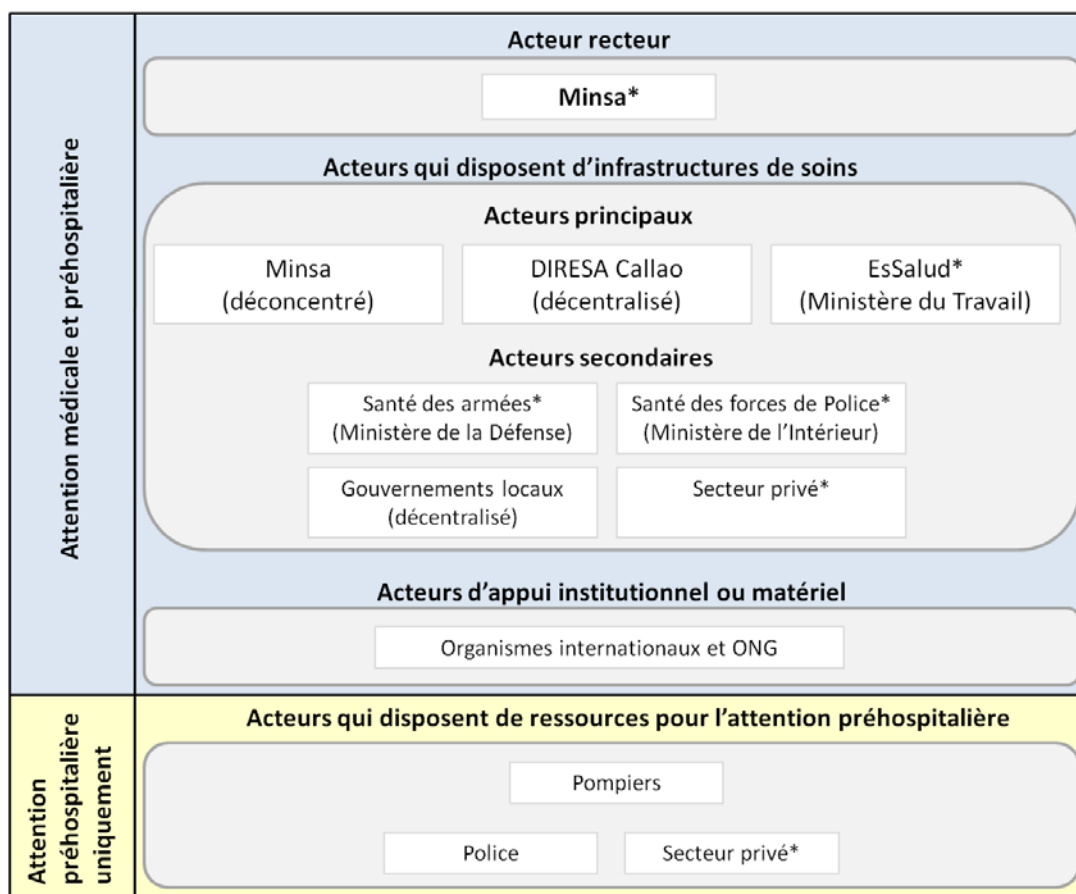 Attention médicale et préhospitalière
Acteur recteur
Minsa*
Acteurs qui disposent d’infrastructures de soins
Acteurs principaux
Minsa
(déconcentré)
DIRESA Callao
(décentralisé)
EsSalud*
(Ministère du Travail)
Acteurs secondaires
Santé des armées*
(Ministère de la Défense)
Santé des forces de Police*
(Ministère de l’Intérieur)
Gouvernements locaux
(décentralisé)
Secteur privé*
Acteurs d’appui institutionnel ou matériel
Organismes internationaux et ONG
Attention
préhospitalière
uniquement
Acteurs qui disposent de ressources pour l’attention préhospitalière
Pompiers
Police
Secteur privé*